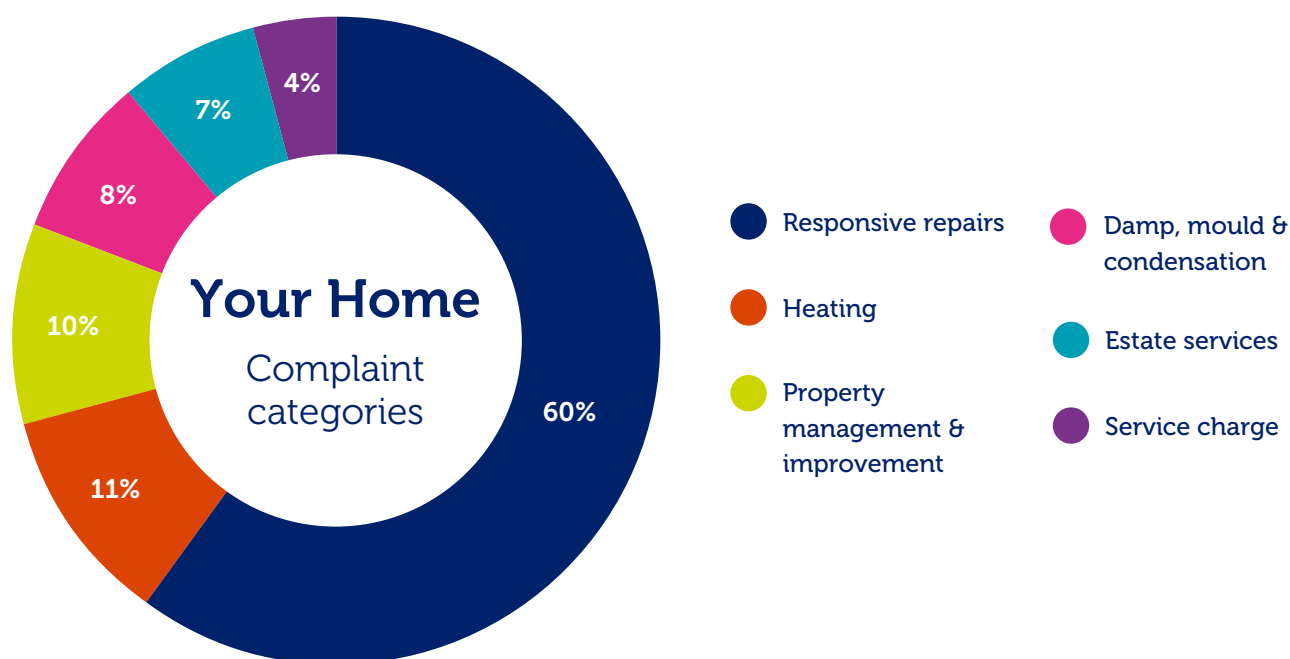 4%
7%
8%
10%
11%
60%
Your Home
Complaint
categories
Responsive repairs
Heating
Property
management &
improvement
Damp, mould &
condensation
Estate services
Service charge